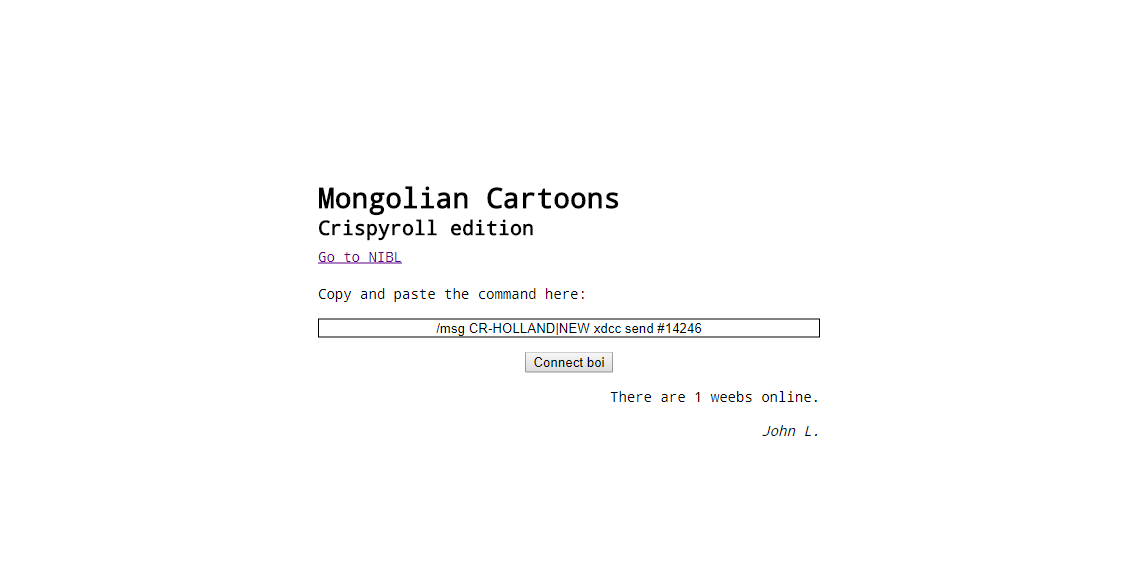 Mongolian Cartoons
Crispyroll edition
Go to NIBL
Copy and paste the command here:
/msg CR-HOLLAND|NEW xdcc send #14246
Connect boi
There are 1 weebs online.
John L.